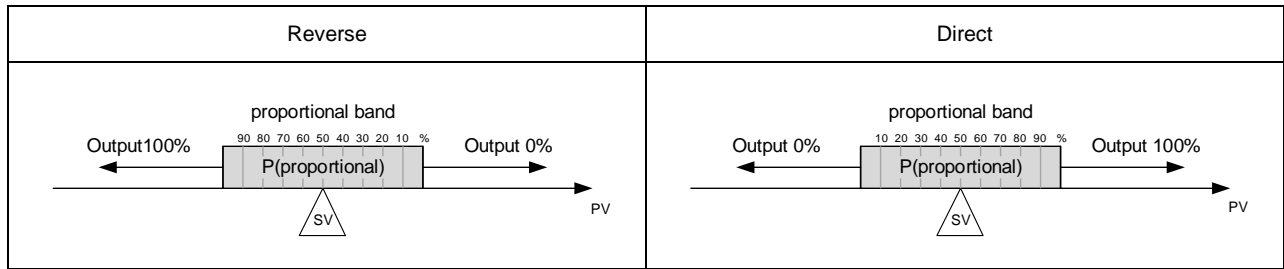 Reverse
Direct
proportional band
90 80 70 60 50 40 30 20 10 %
Output100%
P(proportional)
Output 0%
PV
SV
proportional band
10 20 30 40 50 60 70 80 90 %
Output 0%
P(proportional)
Output 100%
PV
SV